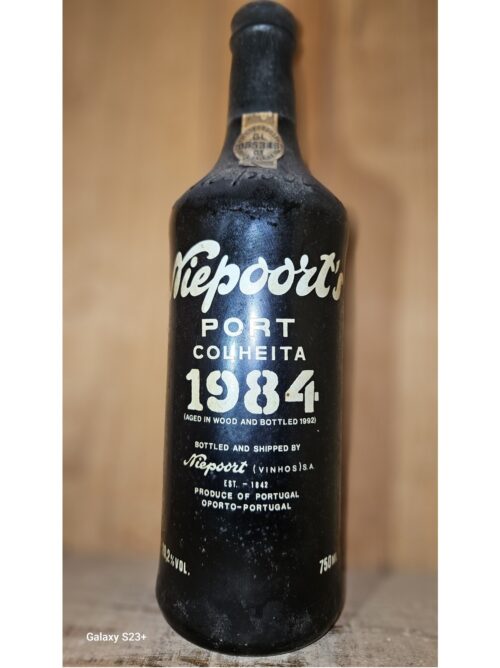 Niepoort's
PORT
COLHEITA
1984
(AGED IN WOOD AND BOTTLED 1992)
BOTTLED AND SHIPPED BY
Niepoort (VINHOS) S.A.
EST. - 1842
PRODUCE OF PORTUGAL
OPORTO-PORTUGAL
750ML
Galaxy S23+